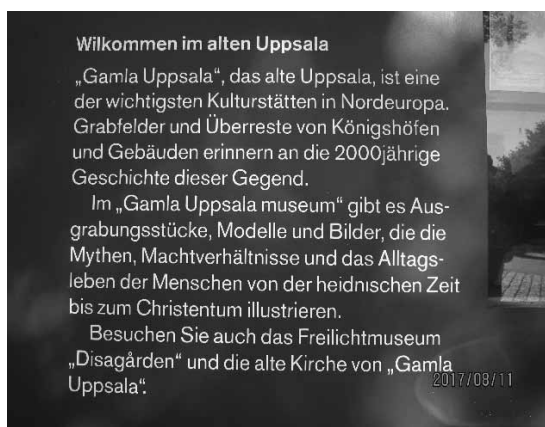 Wilkommen im alten Uppsala
„Gamla Uppsala“, das alte Uppsala, ist eine
der wichtigsten Kulturstätten in Nordeuropa.
Grabfelder und Überreste von Königshöfen
und Gebäuden erinnern an die 2000jährige
Geschichte dieser Gegend.
Im „Gamla Uppsala museum“ gibt es Aus-
grabungsstücke, Modelle und Bilder, die die
Mythen, Machtverhältnisse und das Alltags-
leben der Menschen von der heidnischen Zeit
bis zum Christentum illustrieren.
Besuchen Sie auch das Freilichtmuseum
„Disagården“ und die alte Kirche von „Gamla
Uppsala“.
2017/08/11